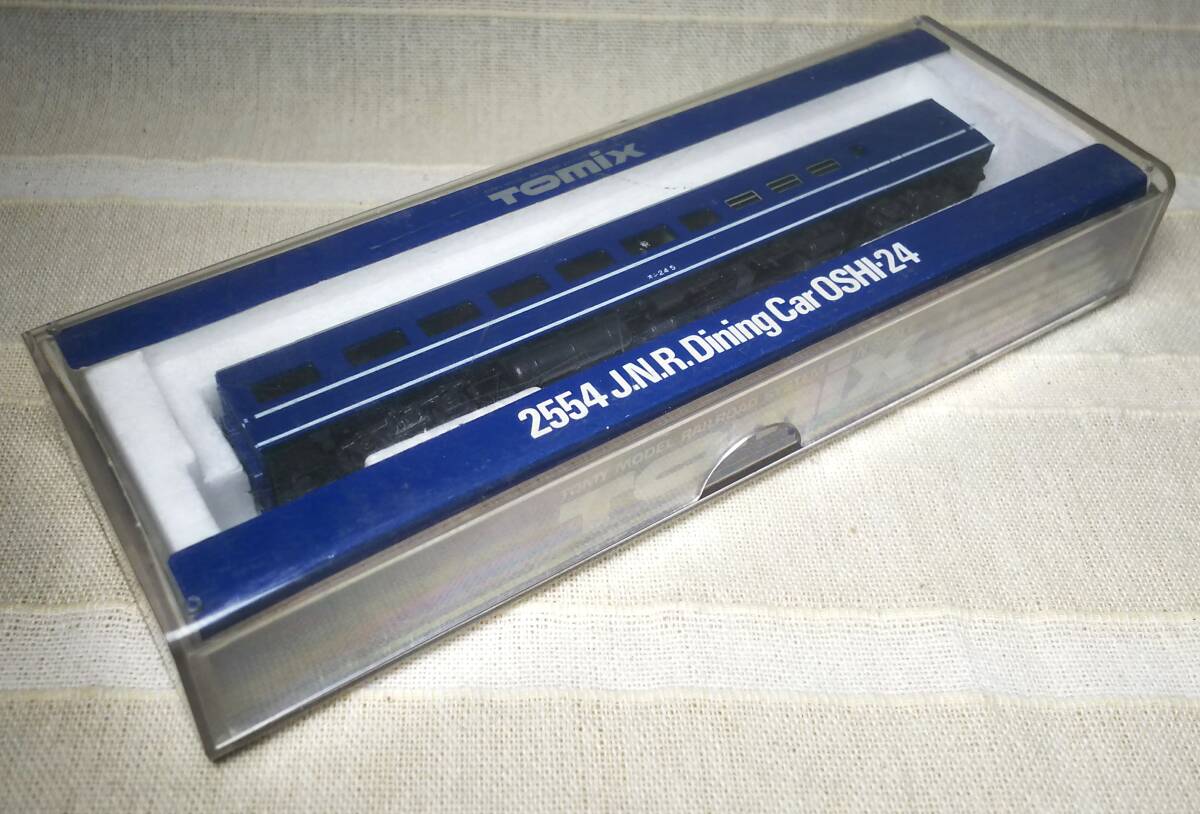 TOMIX
オシ24 5
2554 J.N.R. Dining Car OSHI-24
TOMY MODEL RAILROAD SYSTEM
TOMIX